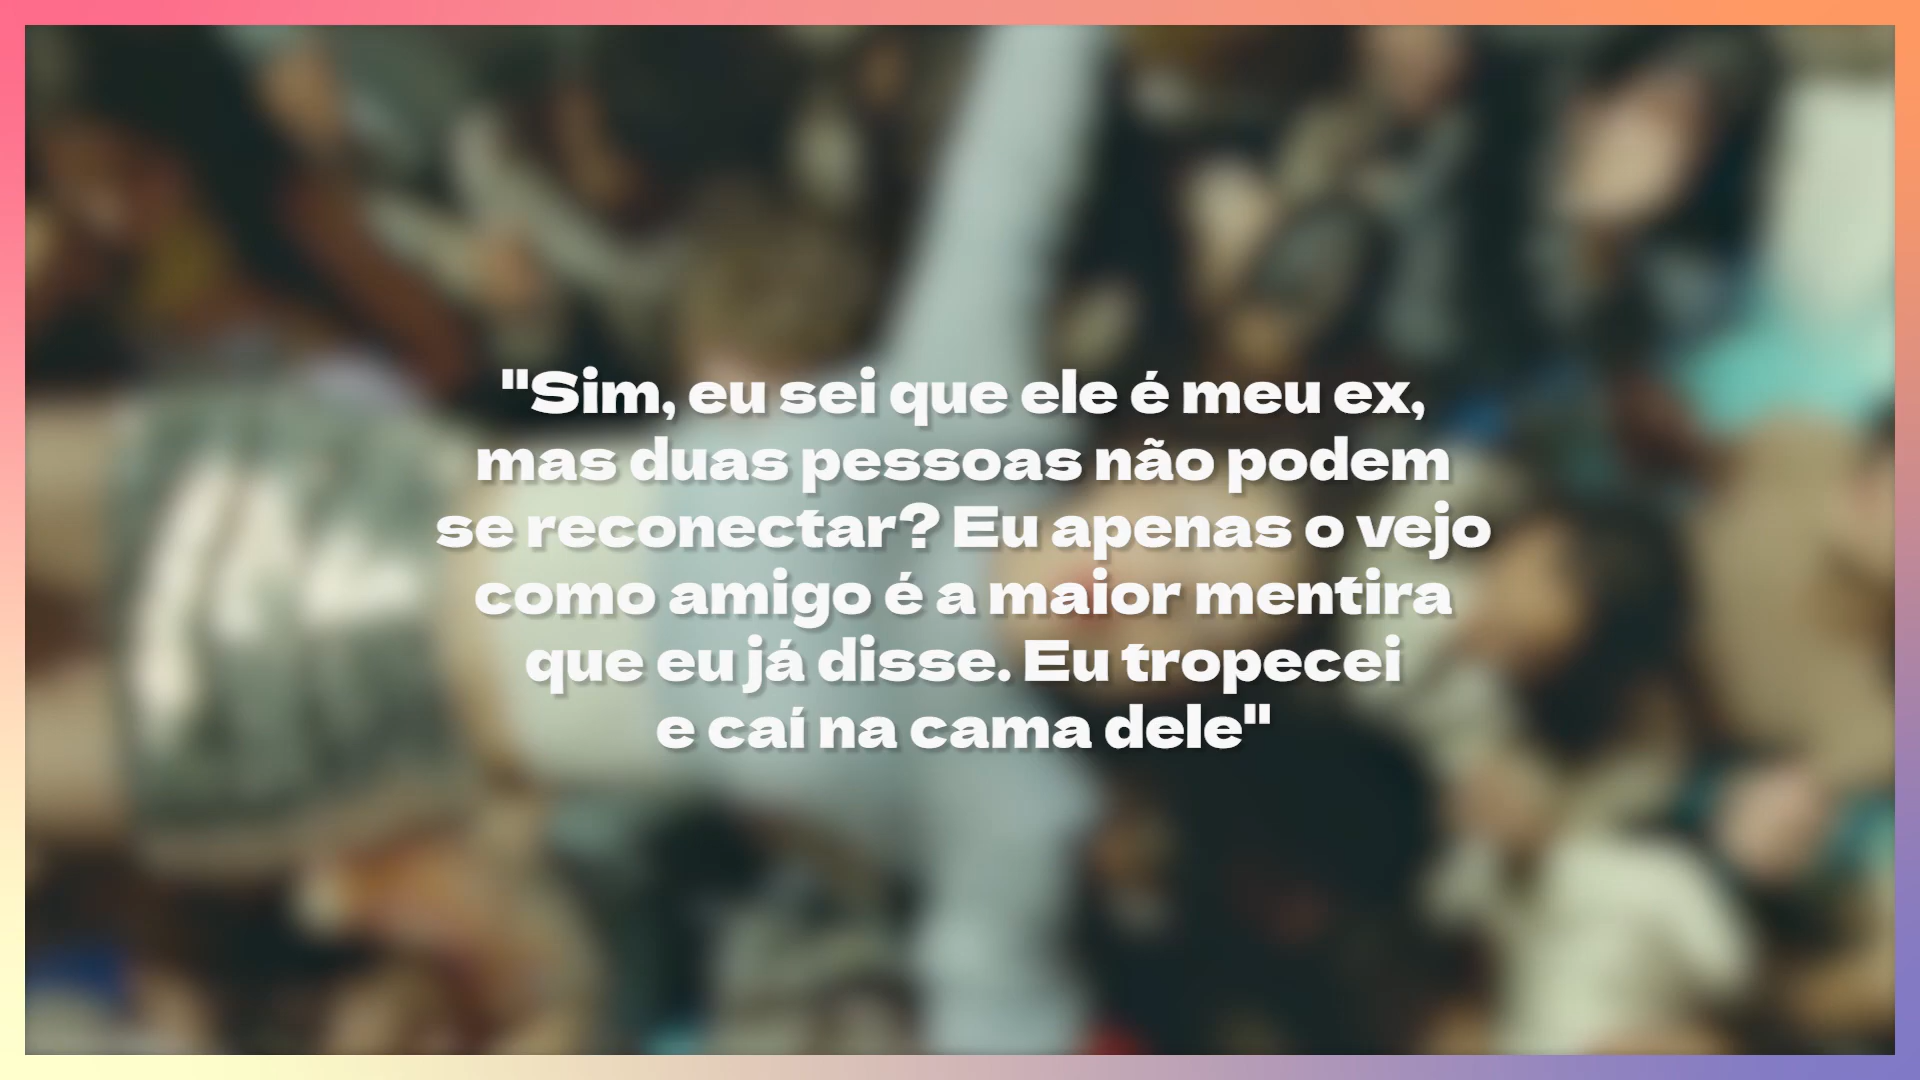 "Sim, eu sei que ele é meu ex,
mas duas pessoas não podem
se reconectar? Eu apenas o vejo
como amigo é a maior mentira
que eu já disse. Eu tropecei
e caí na cama dele"